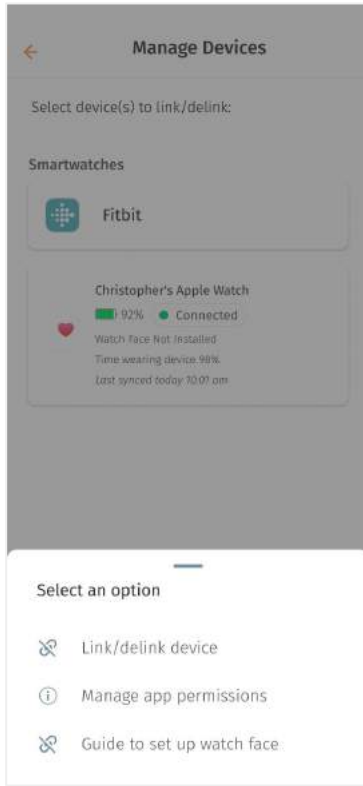 Manage Devices
Select device(s) to link/delink:
Smartwatches
Fitbit
Christopher's Apple Watch
92% Connected
Watch Face Not Installed
Time wearing device 98%
Last synced today 10:01 am
Select an option
Link/delink device
Manage app permissions
Guide to set up watch face